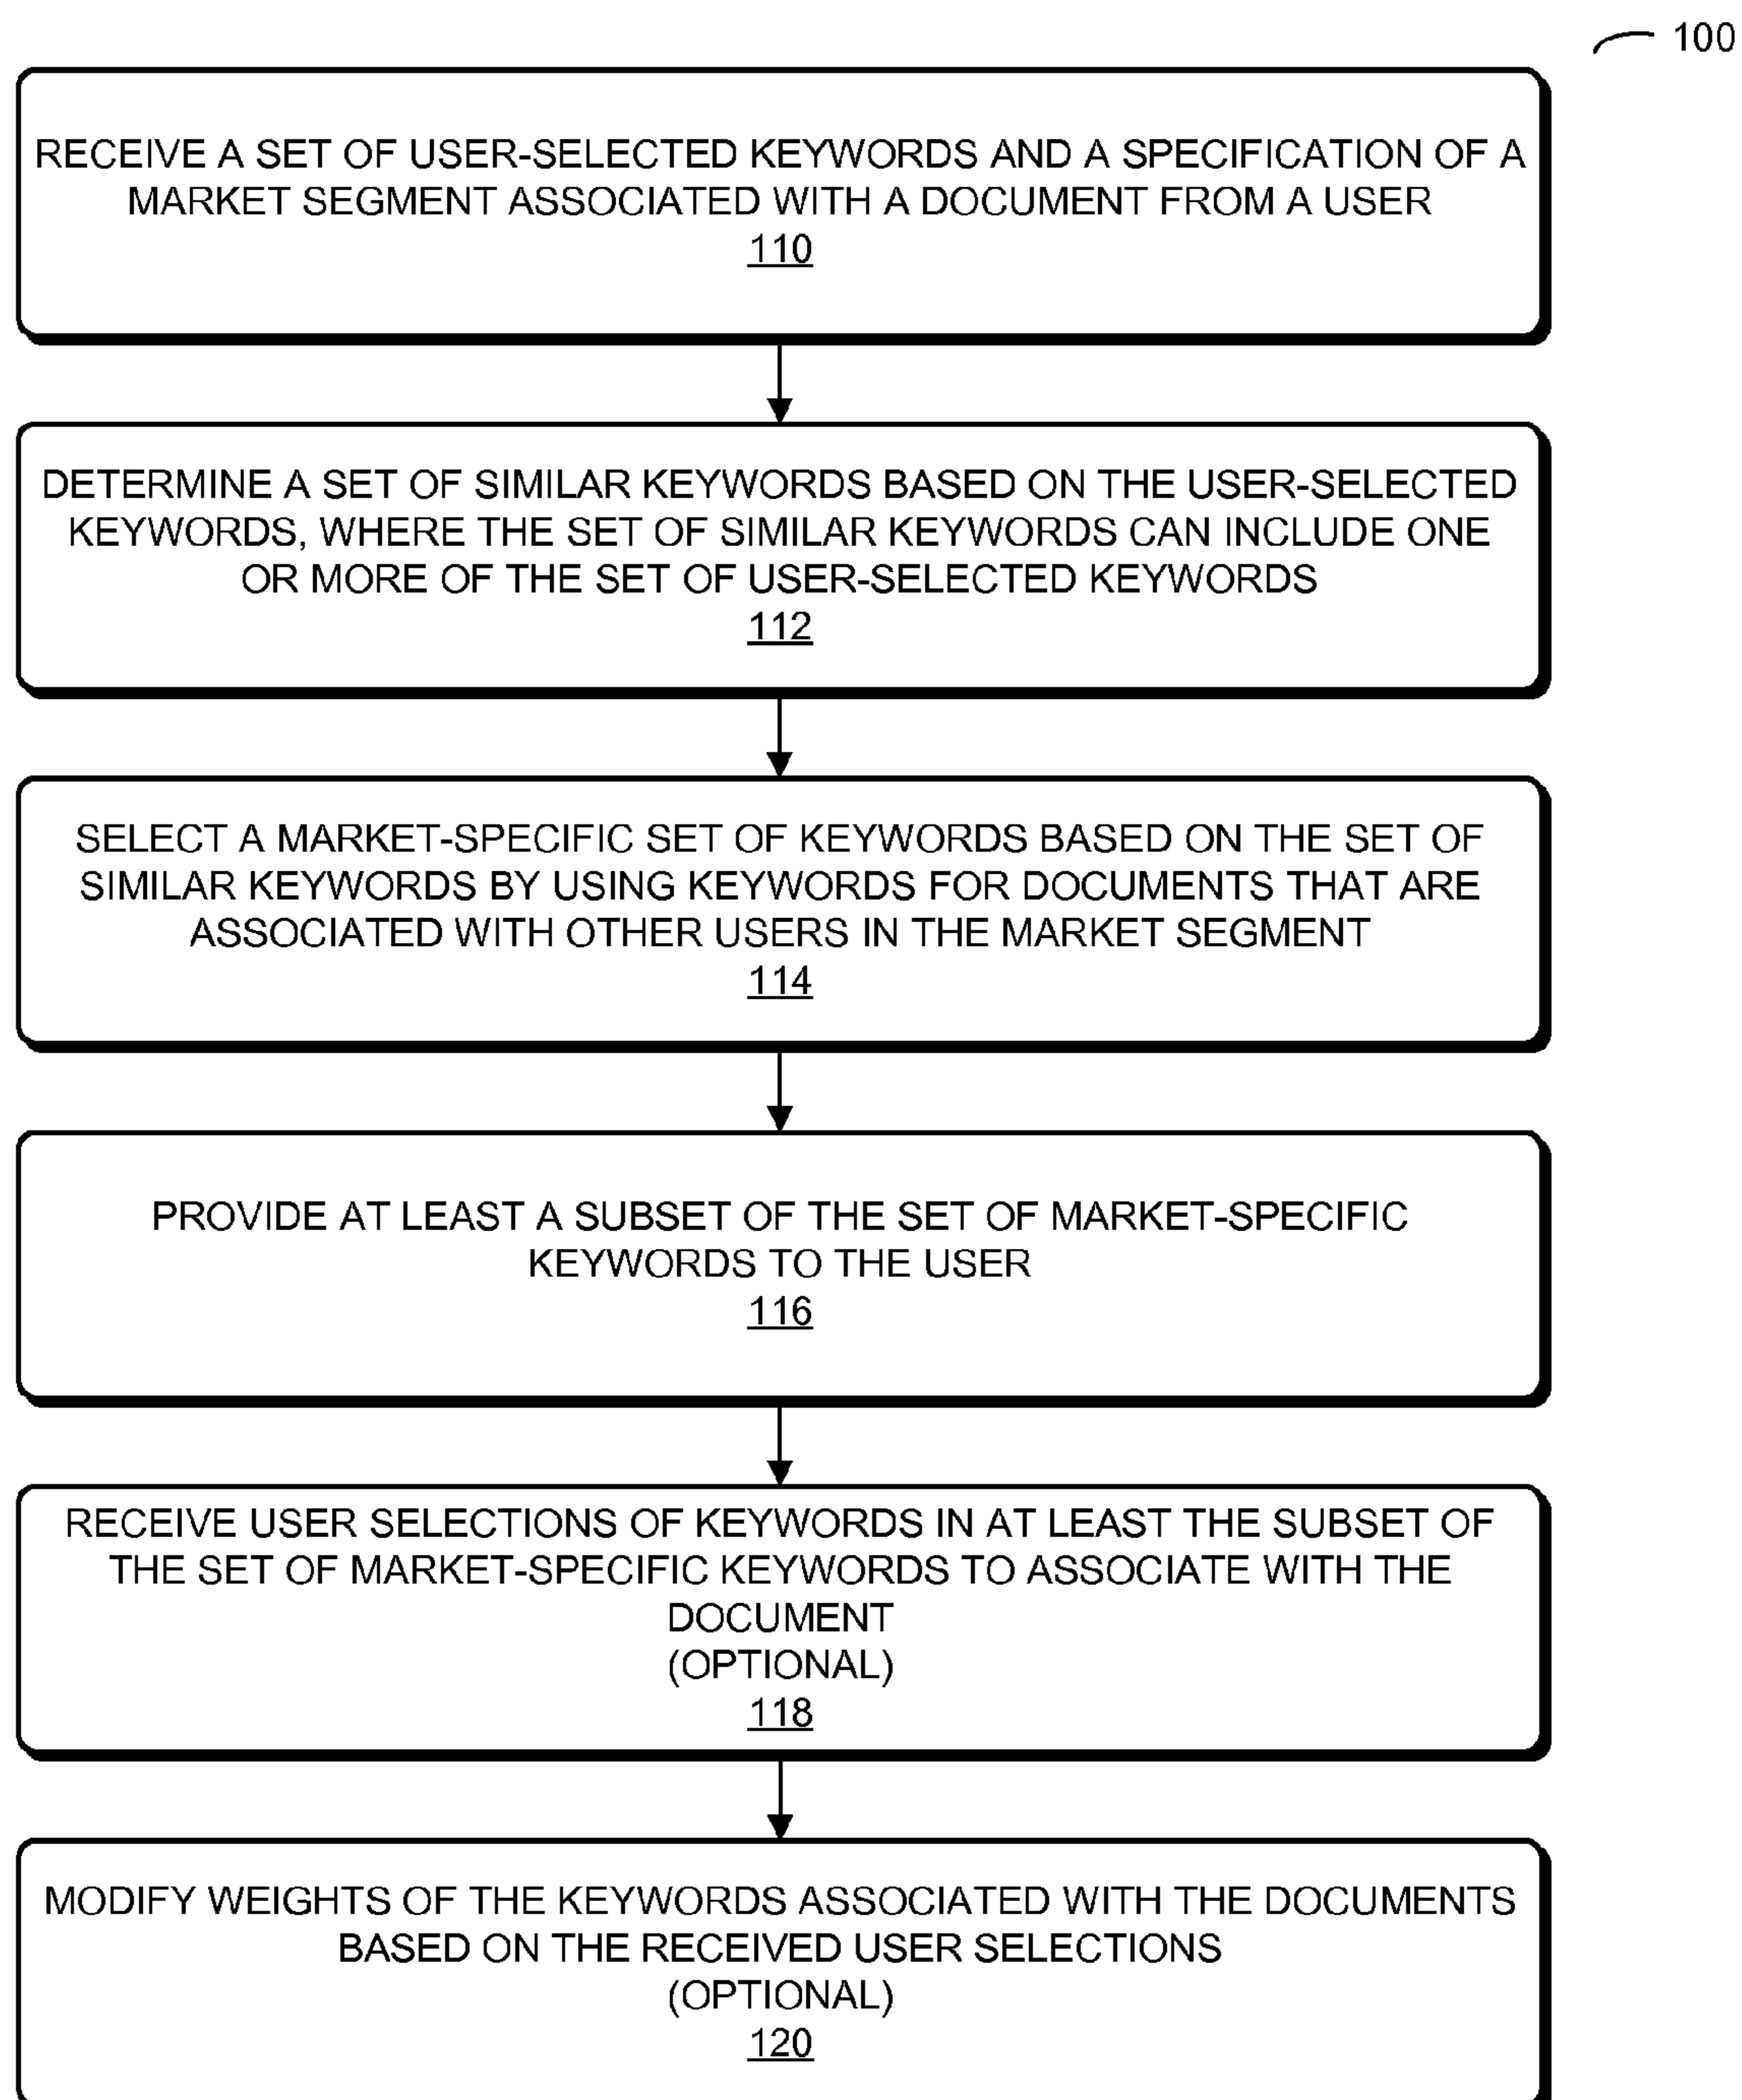 100
RECEIVE A SET OF USER-SELECTED KEYWORDS AND A SPECIFICATION OF A
MARKET SEGMENT ASSOCIATED WITH A DOCUMENT FROM A USER
110
DETERMINE A SET OF SIMILAR KEYWORDS BASED ON THE USER-SELECTED
KEYWORDS, WHERE THE SET OF SIMILAR KEYWORDS CAN INCLUDE ONE
OR MORE OF THE SET OF USER-SELECTED KEYWORDS
112
SELECT A MARKET-SPECIFIC SET OF KEYWORDS BASED ON THE SET OF
SIMILAR KEYWORDS BY USING KEYWORDS FOR DOCUMENTS THAT ARE
ASSOCIATED WITH OTHER USERS IN THE MARKET SEGMENT
114
PROVIDE AT LEAST A SUBSET OF THE SET OF MARKET-SPECIFIC
KEYWORDS TO THE USER
116
RECEIVE USER SELECTIONS OF KEYWORDS IN AT LEAST THE SUBSET OF
THE SET OF MARKET-SPECIFIC KEYWORDS TO ASSOCIATE WITH THE
DOCUMENT
(OPTIONAL)
118
MODIFY WEIGHTS OF THE KEYWORDS ASSOCIATED WITH THE DOCUMENTS
BASED ON THE RECEIVED USER SELECTIONS
(OPTIONAL)
120